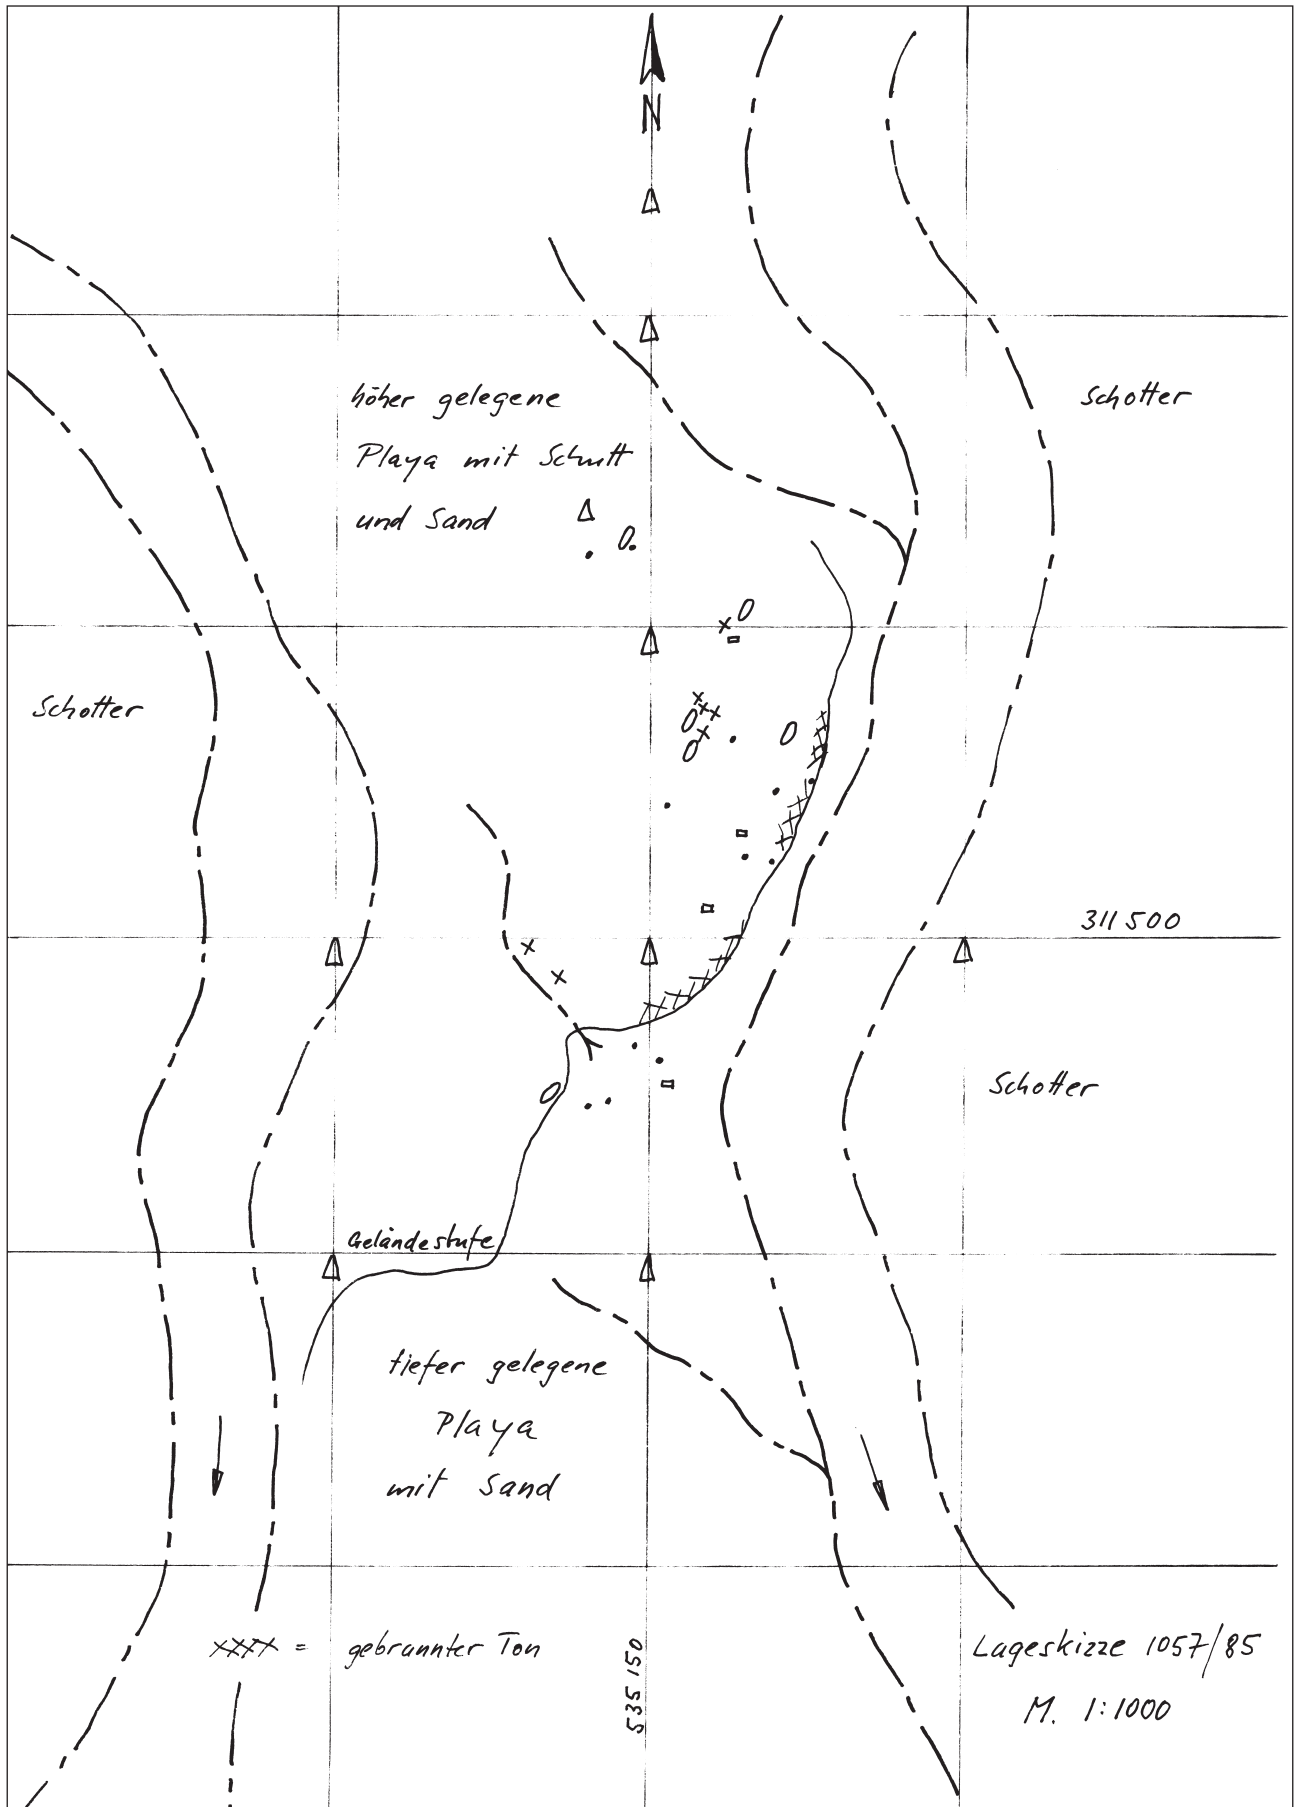 N
höher gelegene
Playa mit Schutt
und Sand
Schotter
Schotter
311 500
Schotter
Geländestufe
tiefer gelegene
Playa
mit Sand
xxxx = gebrannter Ton
535 150
Lageskizze 1057/85
M. 1:1000